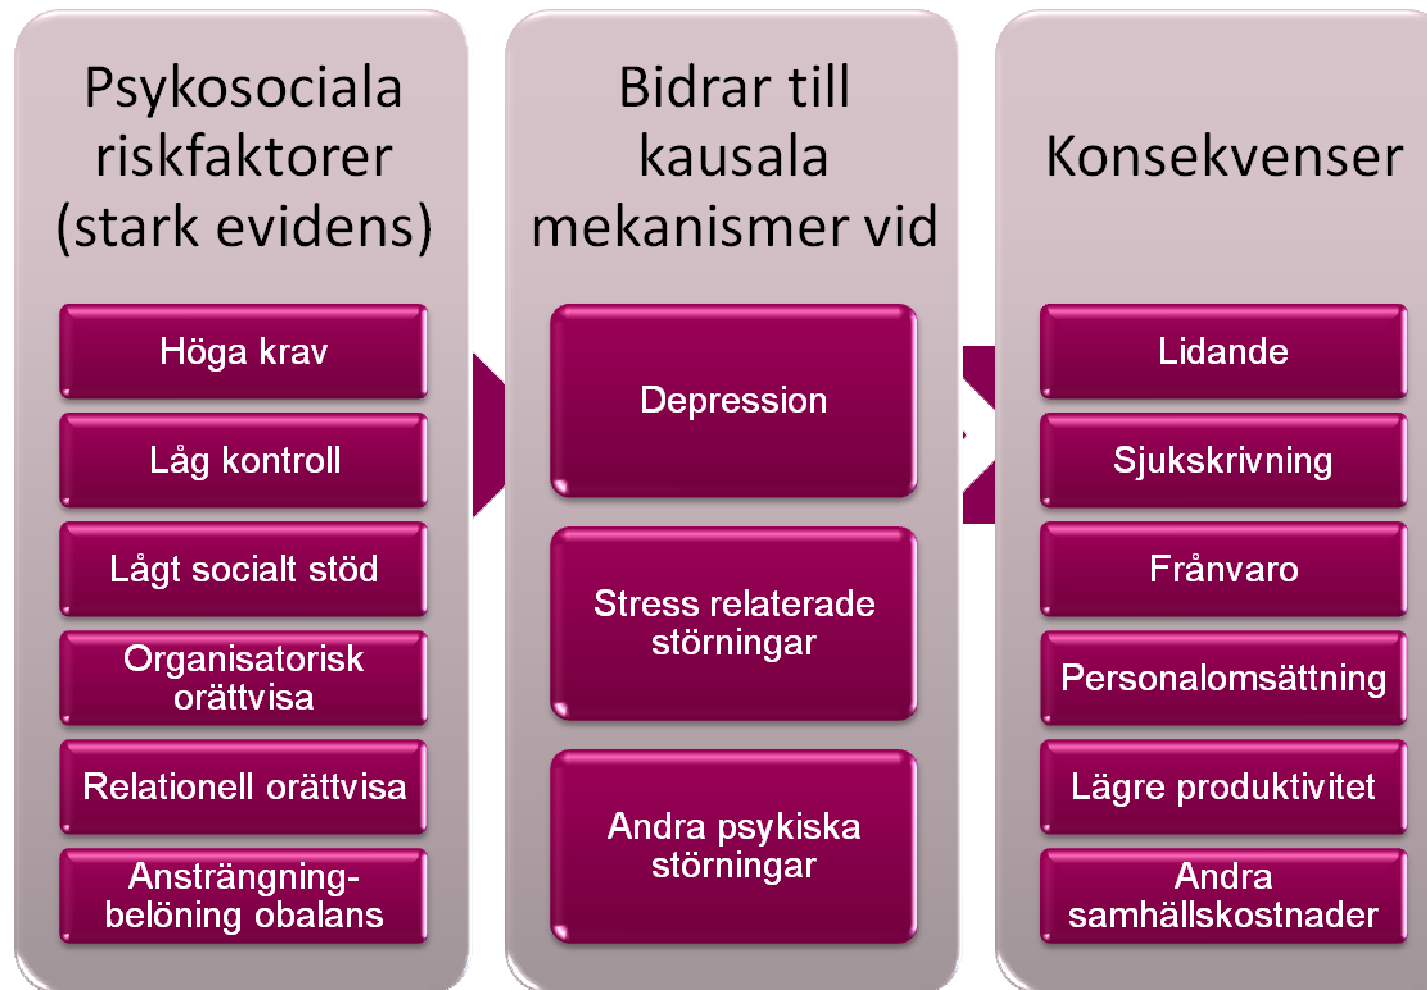 Psykosociala
riskfaktorer
(stark evidens)
Höga krav
Låg kontroll
Lågt socialt stöd
Organisatorisk
orättvisa
Relationell orättvisa
Ansträngning-
belöning obalans
Bidrar till
kausala
mekanismer vid
Depression
Stress relaterade
störningar
Andra psykiska
störningar
Konsekvenser
Lidande
Sjukskrivning
Frånvaro
Personalomsättning
Lägre produktivitet
Andra
samhällskostnader